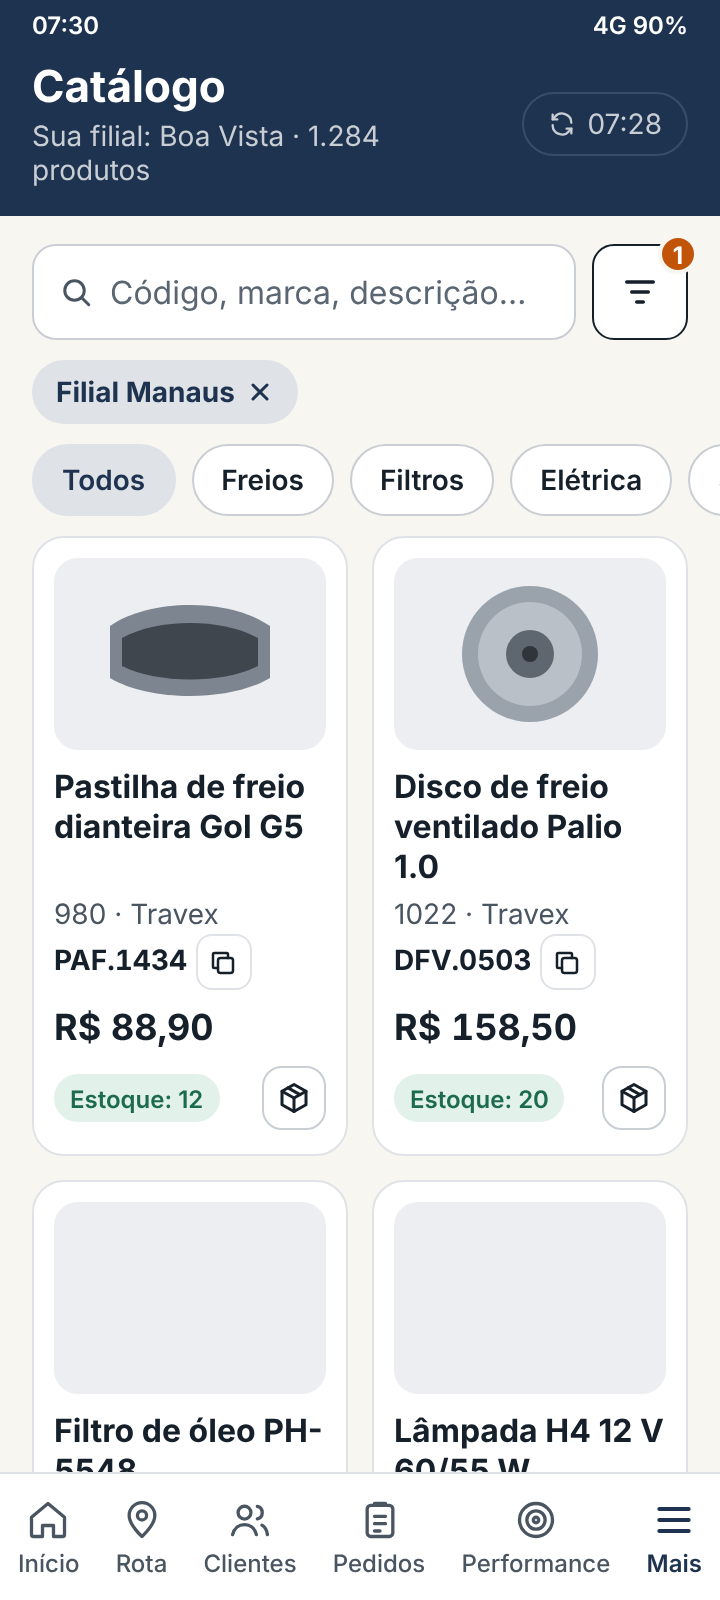 07:30 4G 90%
Catálogo
Sua filial: Boa Vista · 1.284
produtos
07:28
Código, marca, descrição...
1
Filial Manaus
Todos Freios Filtros Elétrica
Pastilha de freio
dianteira Gol G5
980 · Travex
PAF.1434
R$ 88,90
Estoque: 12
Disco de freio
ventilado Palio
1.0
1022 · Travex
DFV.0503
R$ 158,50
Estoque: 20
Filtro de óleo PH-
5548
Lâmpada H4 12 V
60/55 W
Início Rota Clientes Pedidos Performance Mais